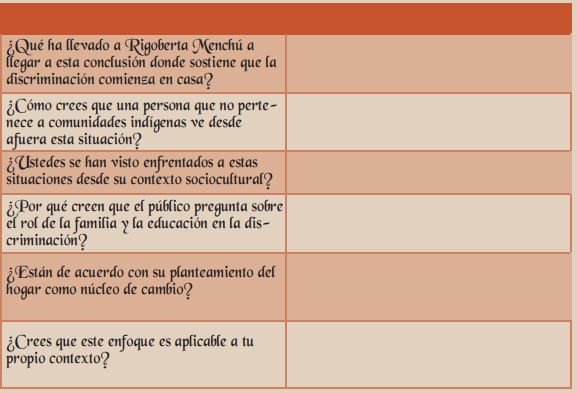 ¿Qué ha llevado a Rigoberta Menchú a
llegar a esta conclusión donde sostiene que la
discriminación comienza en casa?
¿Cómo crees que una persona que no perte-
nece a comunidades indígenas ve desde
afuera esta situación?
¿Ustedes se han visto enfrentados a estas
situaciones desde su contexto sociocultural?
¿Por qué creen que el público pregunta sobre
el rol de la familia y la educación en la dis-
criminación?
¿Están de acuerdo con su planteamiento del
hogar como núcleo de cambio?
¿Crees que este enfoque es aplicable a tu
propio contexto?